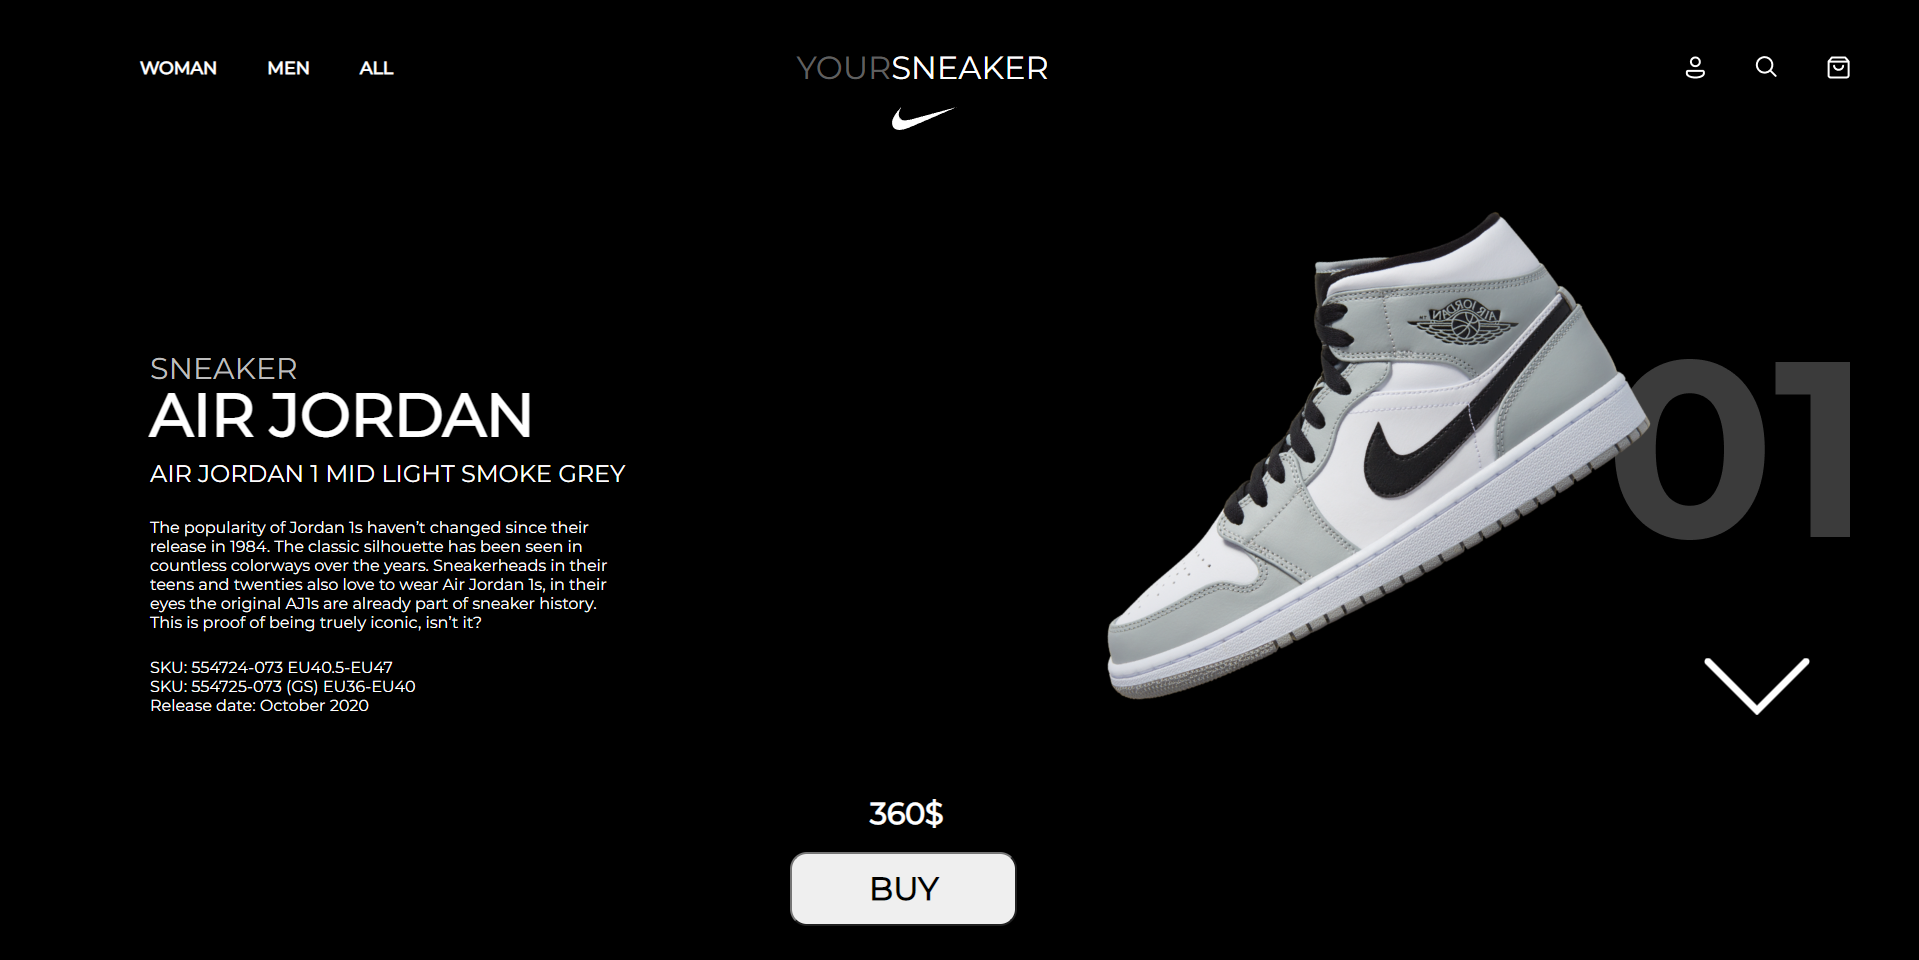 WOMAN MEN ALL
YOURSNEAKER
SNEAKER
AIR JORDAN
AIR JORDAN 1 MID LIGHT SMOKE GREY
The popularity of Jordan 1s haven’t changed since their
release in 1984. The classic silhouette has been seen in
countless colorways over the years. Sneakerheads in their
teens and twenties also love to wear Air Jordan 1s, in their
eyes the original AJ1s are already part of sneaker history.
This is proof of being truely iconic, isn’t it?
SKU: 554724-073 EU40.5-EU47
SKU: 554725-073 (GS) EU36-EU40
Release date: October 2020
AIR JORDAN
TM
01
360$
BUY